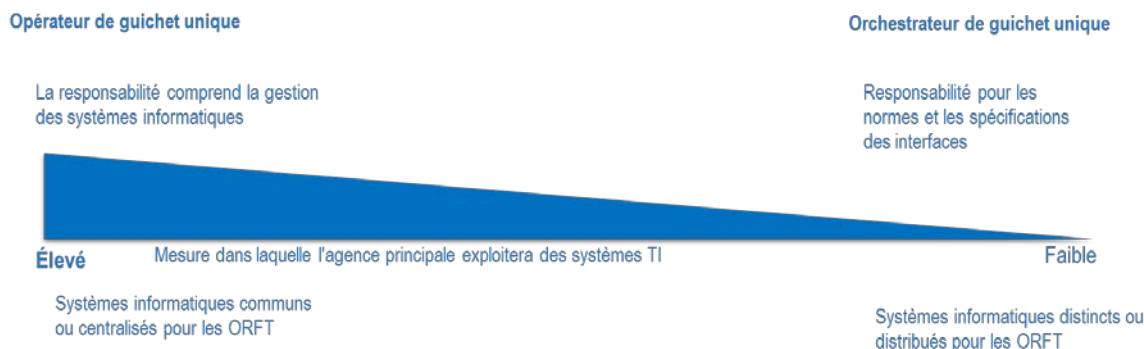 Opérateur de guichet unique
Orchestrateur de guichet unique
La responsabilité comprend la gestion
des systèmes informatiques
Responsabilité pour les
normes et les spécifications
des interfaces
Élevé
Mesure dans laquelle l'agence principale exploitera des systèmes TI
Faible
Systèmes informatiques communs
ou centralisés pour les ORFT
Systèmes informatiques distincts ou
distribués pour les ORFT